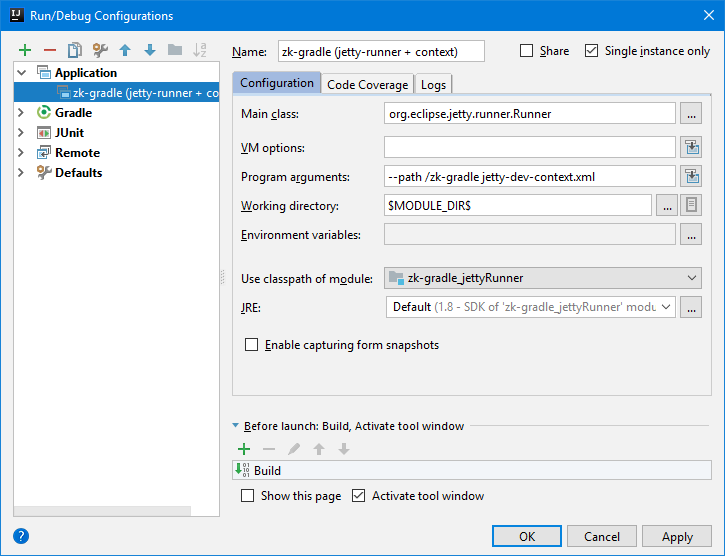 Run/Debug Configurations
Name: zk-gradle (jetty-runner + context) Share Single instance only
Application
zk-gradle (jetty-runner + co
Gradle
JUnit
Remote
Defaults
Configuration Code Coverage Logs
Main class: org.eclipse.jetty.runner.Runner ...
VM options:
Program arguments: --path /zk-gradle jetty-dev-context.xml
Working directory: $MODULE_DIR$ ...
Environment variables: ...
Use classpath of module: zk-gradle_jettyRunner
JRE: Default (1.8 - SDK of 'zk-gradle_jettyRunner' modu ...
Enable capturing form snapshots
Before launch: Build, Activate tool window
Build
Show this page Activate tool window
? OK Cancel Apply